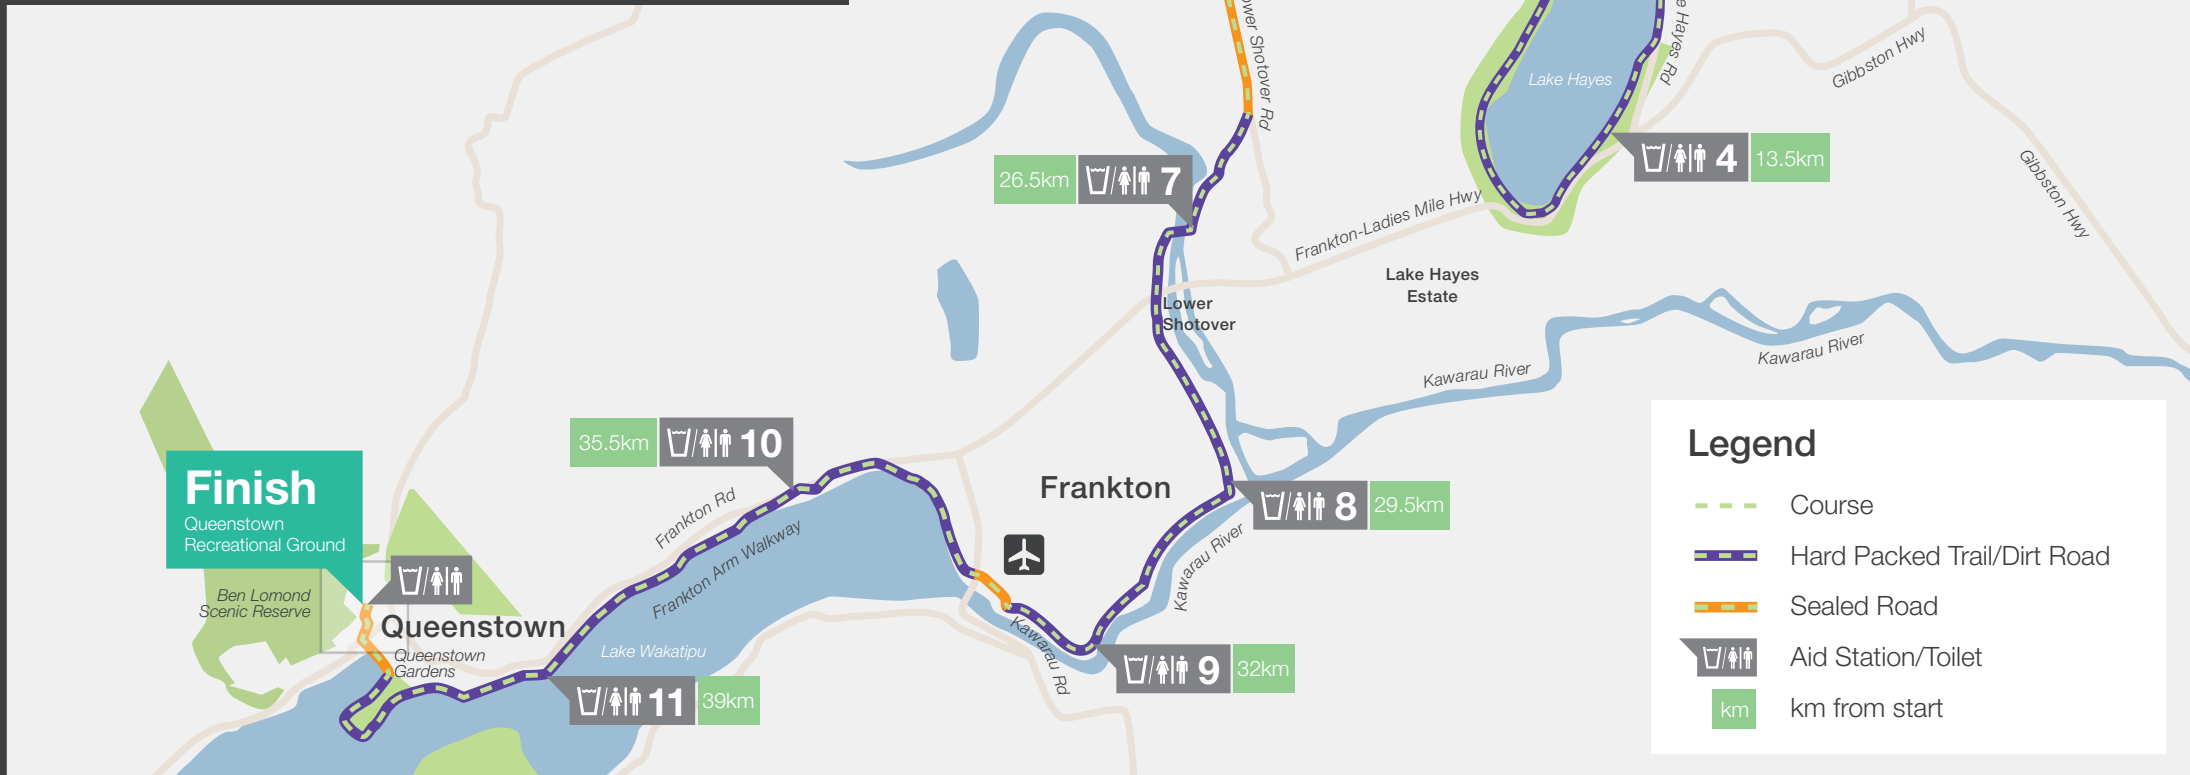 ower Shotover Rd
e Hayes Rd
Gibbston Hwy
Lake Hayes
4
13.5km
26.5km
7
Gibbston Hwy
Frankton-Ladies Mile Hwy
Lake Hayes
Estate
Lower
Shotover
Kawarau River
Kawarau River
35.5km
10
Frankton
Finish
Queenstown
Recreational Ground
Frankton Rd
8
29.5km
Frankton Arm Walkway
Kawarau River
Ben Lomond
Scenic Reserve
Queenstown
Queenstown
Gardens
Lake Wakatipu
Kawarau Rd
9
32km
11
39km
Legend
Course
Hard Packed Trail/Dirt Road
Sealed Road
Aid Station/Toilet
km
km from start